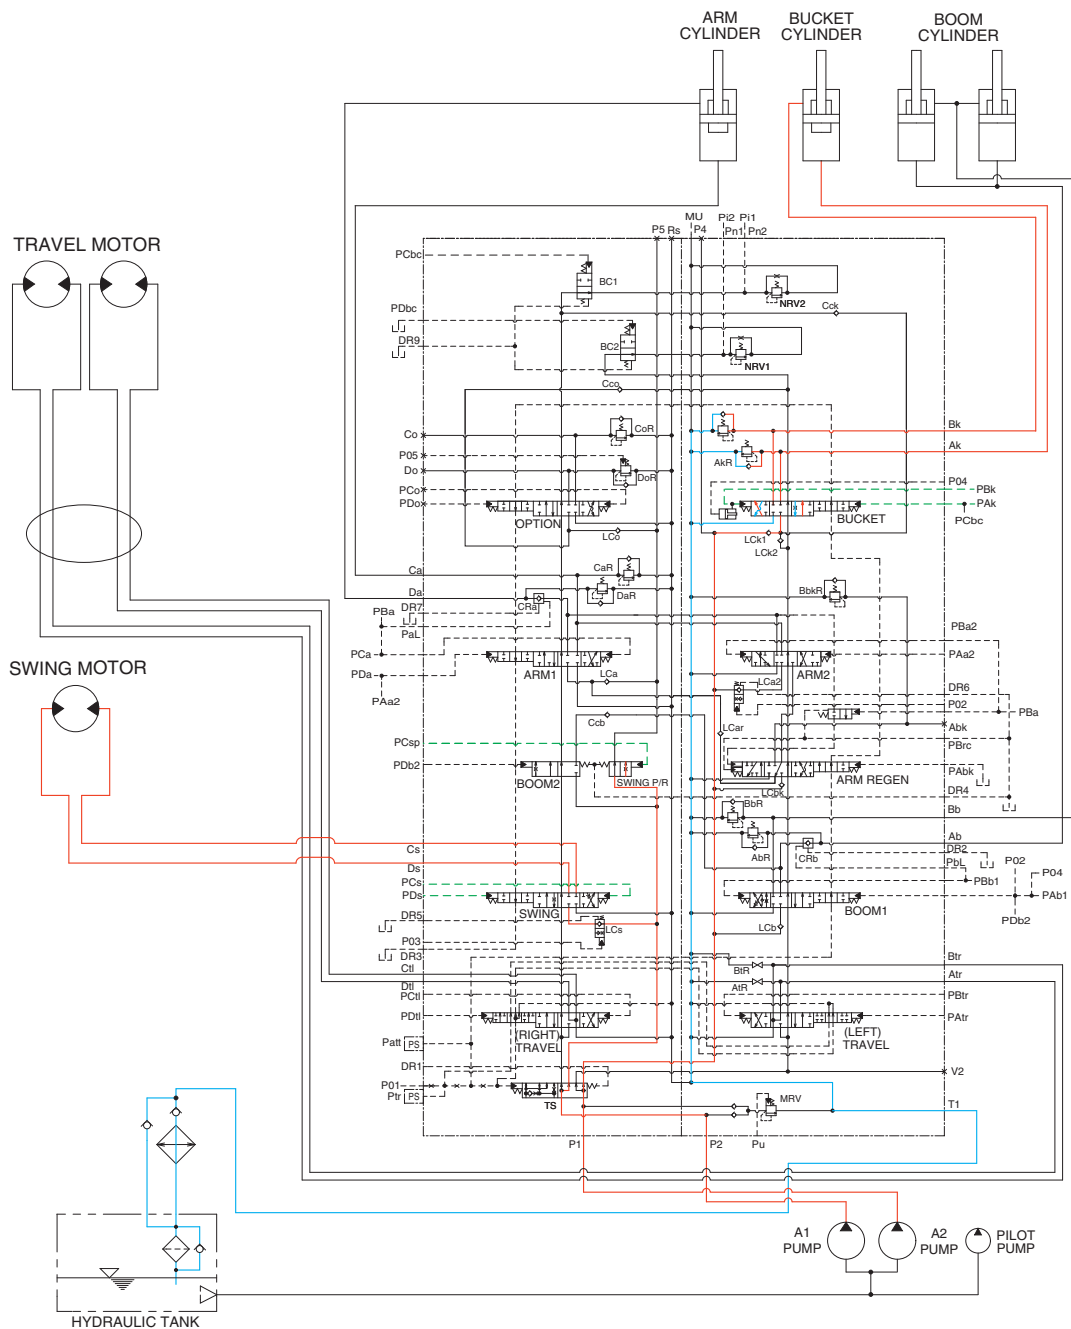 ARM
CYLINDER
BUCKET
CYLINDER
BOOM
CYLINDER
TRAVEL MOTOR
SWING MOTOR
P5 Rs
MU
P4
Pi2 Pi1
Pn1 Pn2
PCbc
BC1
NRV2
Cck
PDbc
DR9
BC2
NRV1
Cco
Co
CoR
Bk
P05
Ak
Do
DoR
AkR
P04
PCo
PBk
PDo
PAk
OPTION
BUCKET
PCbc
LCo
LCk1
LCk2
Ca
CaR
Da
DaR
BbkR
CRa
PBa
DR7
PaL
PBa2
PCa
PAa2
PDa
ARM1
ARM2
PAa2
LCa
LCa2
DR6
P02
PBa
Ccb
LCar
Abk
PCsp
PBrc
PDb2
PAbk
BOOM2
SWING P/R
ARM REGEN
LCbk
DR4
BbR
Bb
AbR
CRb
Ab
DR2
PbL
Cs
Ds
PCs
PDs
P02
P04
PBb1
PAb1
PDb2
SWING
BOOM1
DR5
LCs
P03
DR3
LCb
Ctl
Dtl
PCtl
PDtl
BtR
AtR
Btr
Atr
PBtr
PAtr
(RIGHT)
TRAVEL
(LEFT)
TRAVEL
Patt PS
DR1
P01
Ptr PS
TS
V2
MRV
T1
P1
P2
Pu
A1
PUMP
A2
PUMP
PILOT
PUMP
HYDRAULIC TANK